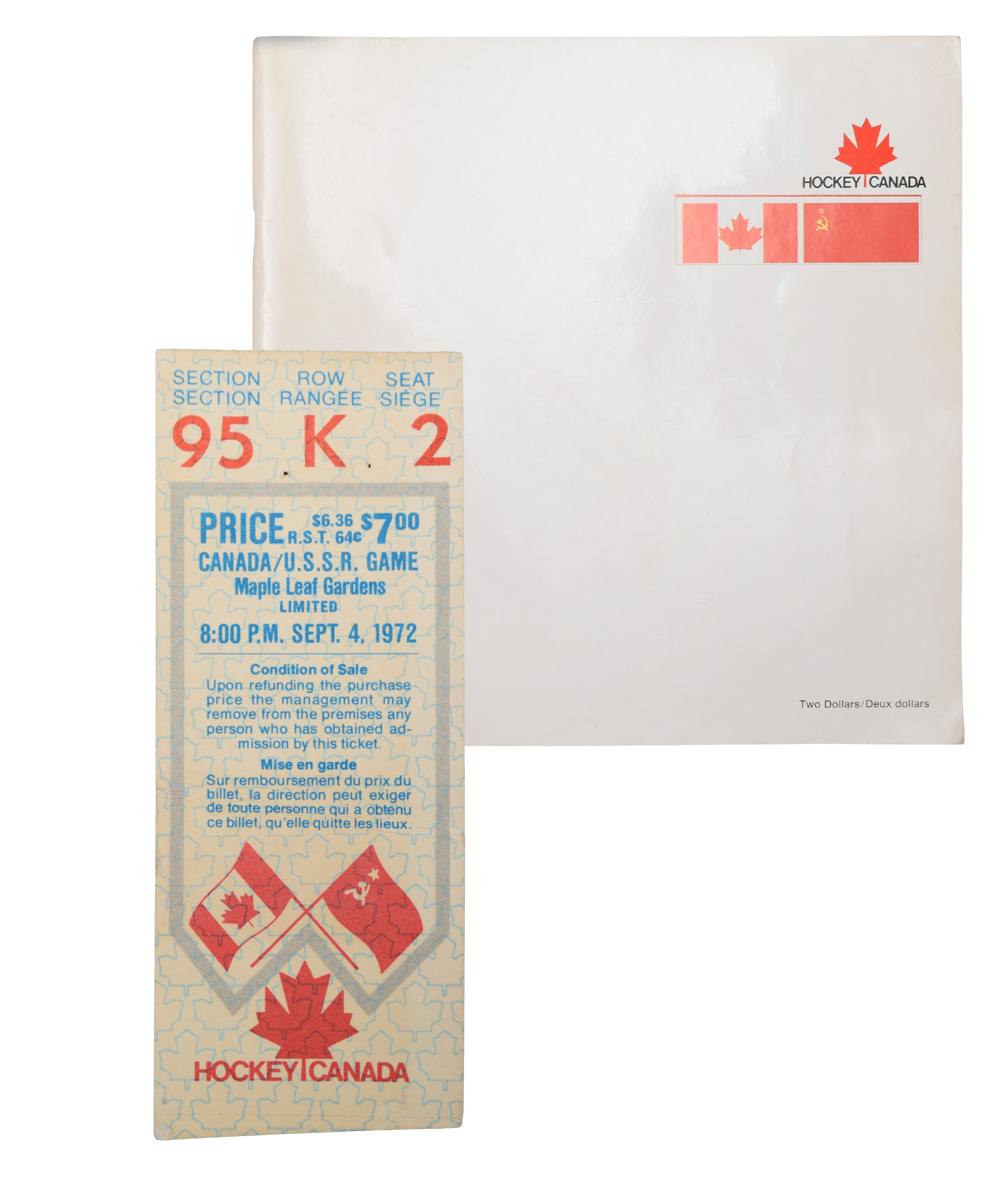 HOCKEY CANADA
Two Dollars/Deux dollars
SECTION ROW SEAT
SECTION RANGÉE SIÉGE
95 K 2
PRICE $6.36 R.S.T. 64¢ $7.00
CANADA/U.S.S.R. GAME
Maple Leaf Gardens
LIMITED
8:00 P.M. SEPT. 4, 1972
Condition of Sale
Upon refunding the purchase
price the management may
remove from the premises any
person who has obtained ad-
mission by this ticket.
Mise en garde
Sur remboursement du prix du
billet, la direction peut exiger
de toute personne qui a obtenu
ce billet, qu'elle quitte les lieux.
HOCKEY CANADA